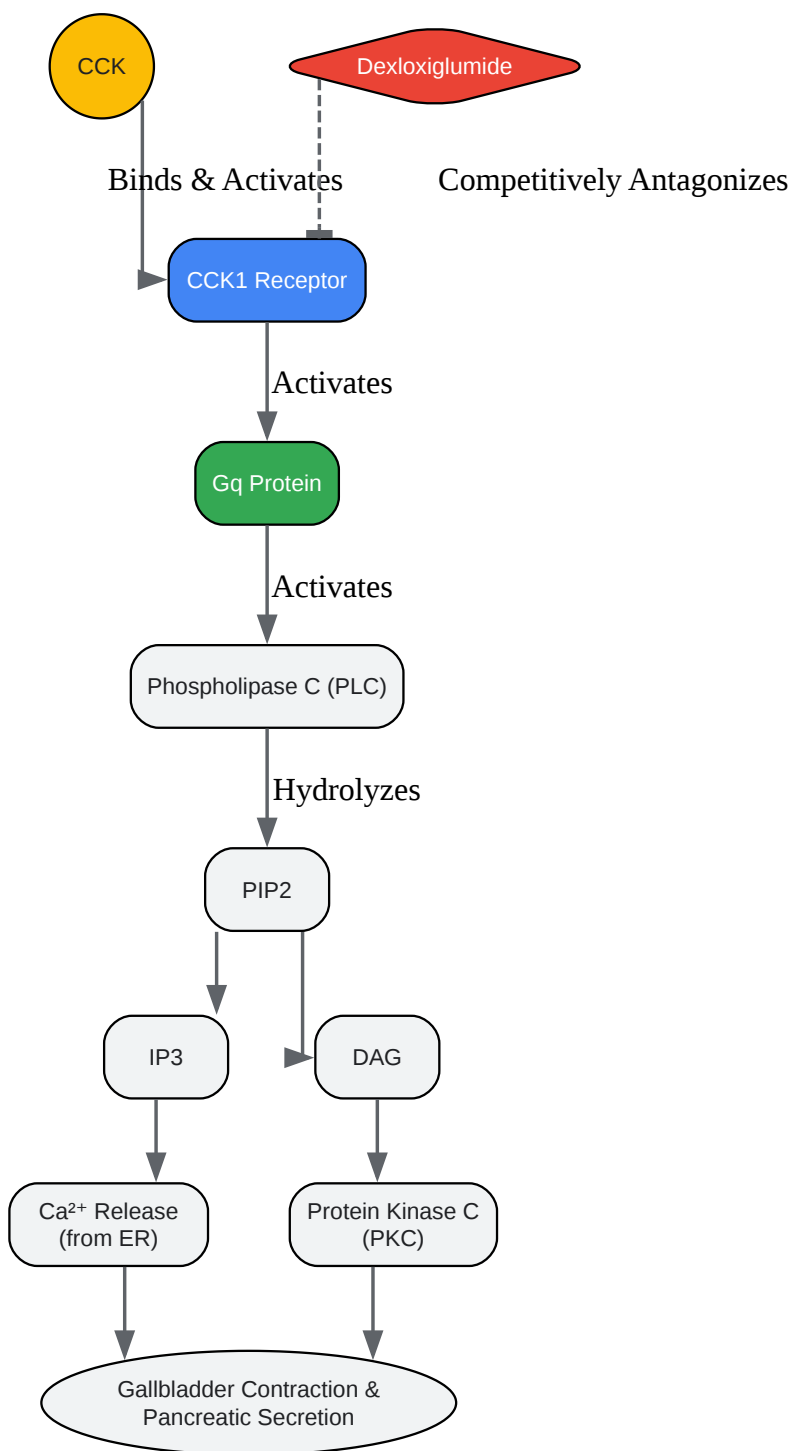 CCK
Dexloxiglumide
Binds & Activates
Competitively Antagonizes
CCK1 Receptor
Activates
Gq Protein
Activates
Phospholipase C (PLC)
Hydrolyzes
PIP2
IP3
DAG
Ca²⁺ Release
(from ER)
Protein Kinase C
(PKC)
Gallbladder Contraction &
Pancreatic Secretion